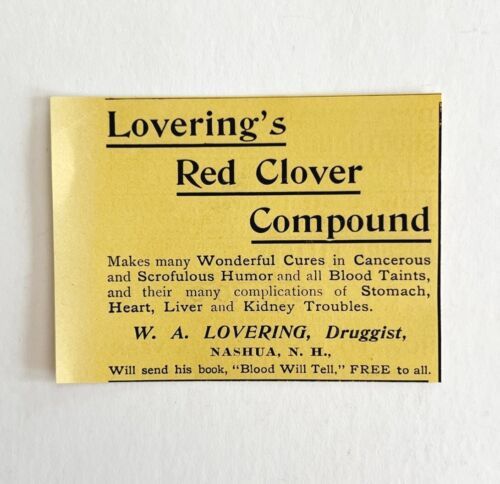 Lovering's
Red Clover
Compound
Makes many Wonderful Cures in Cancerous
and Scrofulous Humor and all Blood Taints,
and their many complications of Stomach,
Heart, Liver and Kidney Troubles.
W. A. LOVERING, Druggist,
NASHUA, N. H.,
Will send his book, "Blood Will Tell," FREE to all.